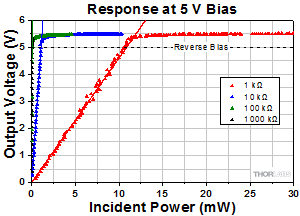 Response at 5 V Bias
Output Voltage (V)
6
5
4
3
2
1
0
Reverse Bias
1 kΩ
10 kΩ
100 kΩ
1000 kΩ
THORLABS
0 5 10 15 20 25 30
Incident Power (mW)